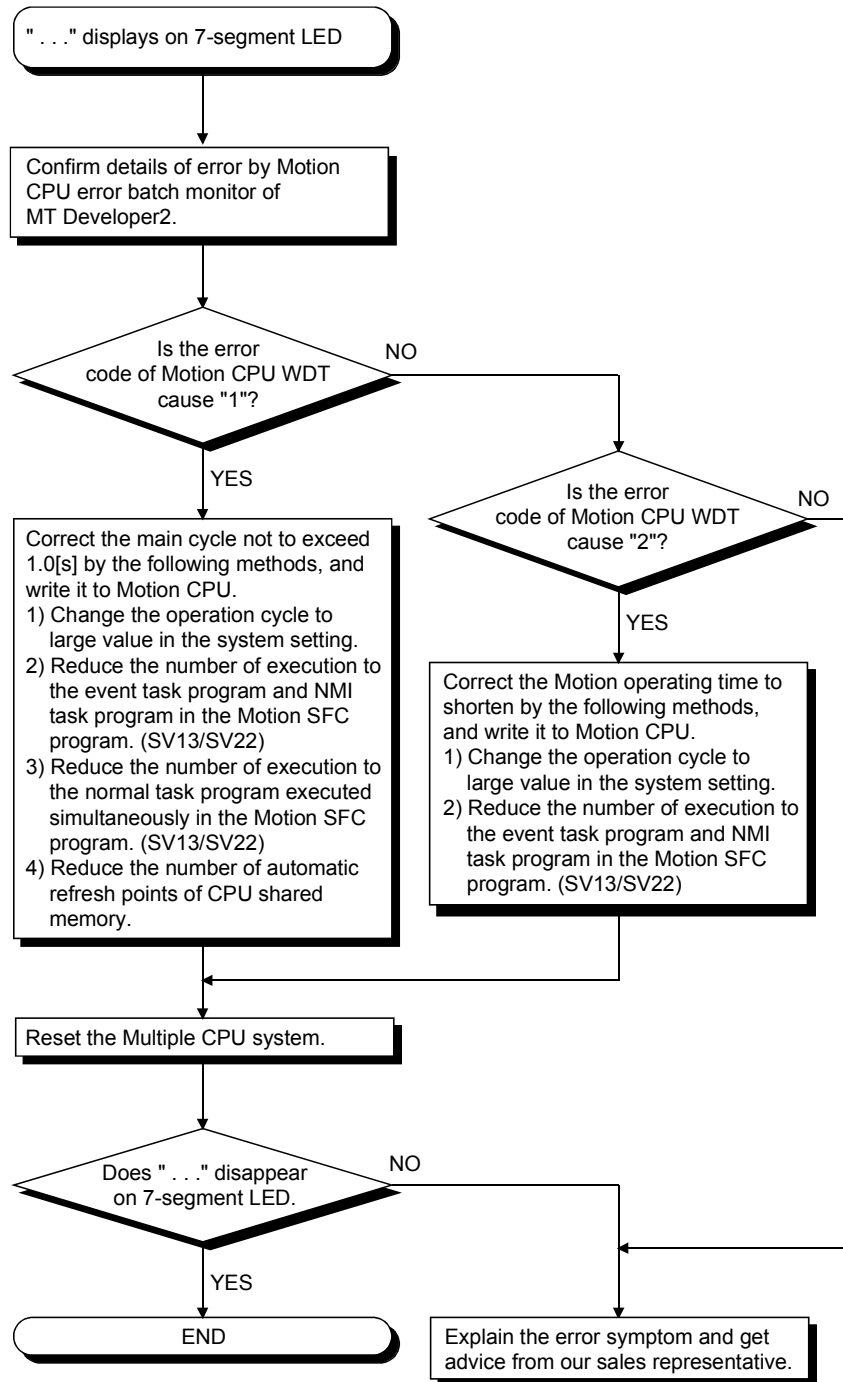 " . . ." displays on 7-segment LED
Confirm details of error by Motion
CPU error batch monitor of
MT Developer2.
Is the error
code of Motion CPU WDT
cause "1"?
NO
YES
Is the error
code of Motion CPU WDT
cause "2"?
NO
YES
Correct the main cycle not to exceed
1.0[s] by the following methods, and
write it to Motion CPU.
1) Change the operation cycle to
large value in the system setting.
2) Reduce the number of execution to
the event task program and NMI
task program in the Motion SFC
program. (SV13/SV22)
3) Reduce the number of execution to
the normal task program executed
simultaneously in the Motion SFC
program. (SV13/SV22)
4) Reduce the number of automatic
refresh points of CPU shared
memory.
Correct the Motion operating time to
shorten by the following methods,
and write it to Motion CPU.
1) Change the operation cycle to
large value in the system setting.
2) Reduce the number of execution to
the event task program and NMI
task program in the Motion SFC
program. (SV13/SV22)
Reset the Multiple CPU system.
Does " . . ." disappear
on 7-segment LED.
NO
YES
END
Explain the error symptom and get
advice from our sales representative.